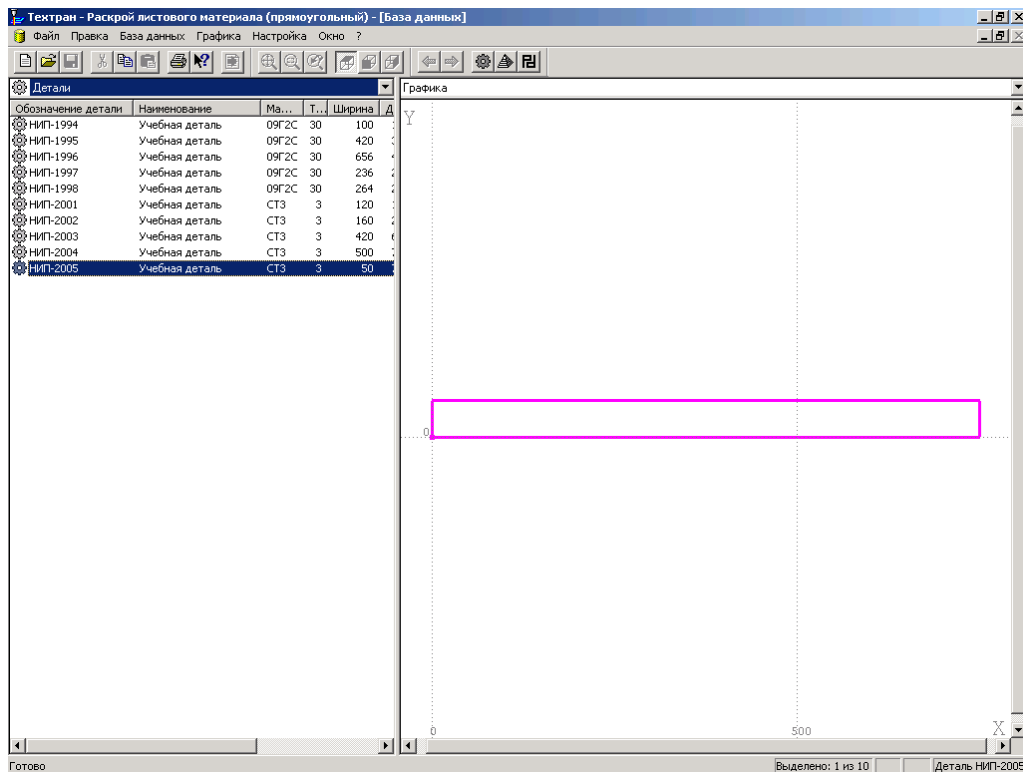 Техтран - Раскрой листового материала (прямоугольный) - [База данных]
Файл Правка База данных Графика Настройка Окно ?
Детали
Графика
Обозначение детали Наименование Ма... Т... Ширина Д
НИП-1994 Учебная деталь 09Г2С 30 100
НИП-1995 Учебная деталь 09Г2С 30 420
НИП-1996 Учебная деталь 09Г2С 30 656
НИП-1997 Учебная деталь 09Г2С 30 236
НИП-1998 Учебная деталь 09Г2С 30 264
НИП-2001 Учебная деталь СТ3 3 120
НИП-2002 Учебная деталь СТ3 3 160
НИП-2003 Учебная деталь СТ3 3 420
НИП-2004 Учебная деталь СТ3 3 500
НИП-2005 Учебная деталь СТ3 3 50
Y
0
0 500 X
Готово
Выделено: 1 из 10
Деталь НИП-2005